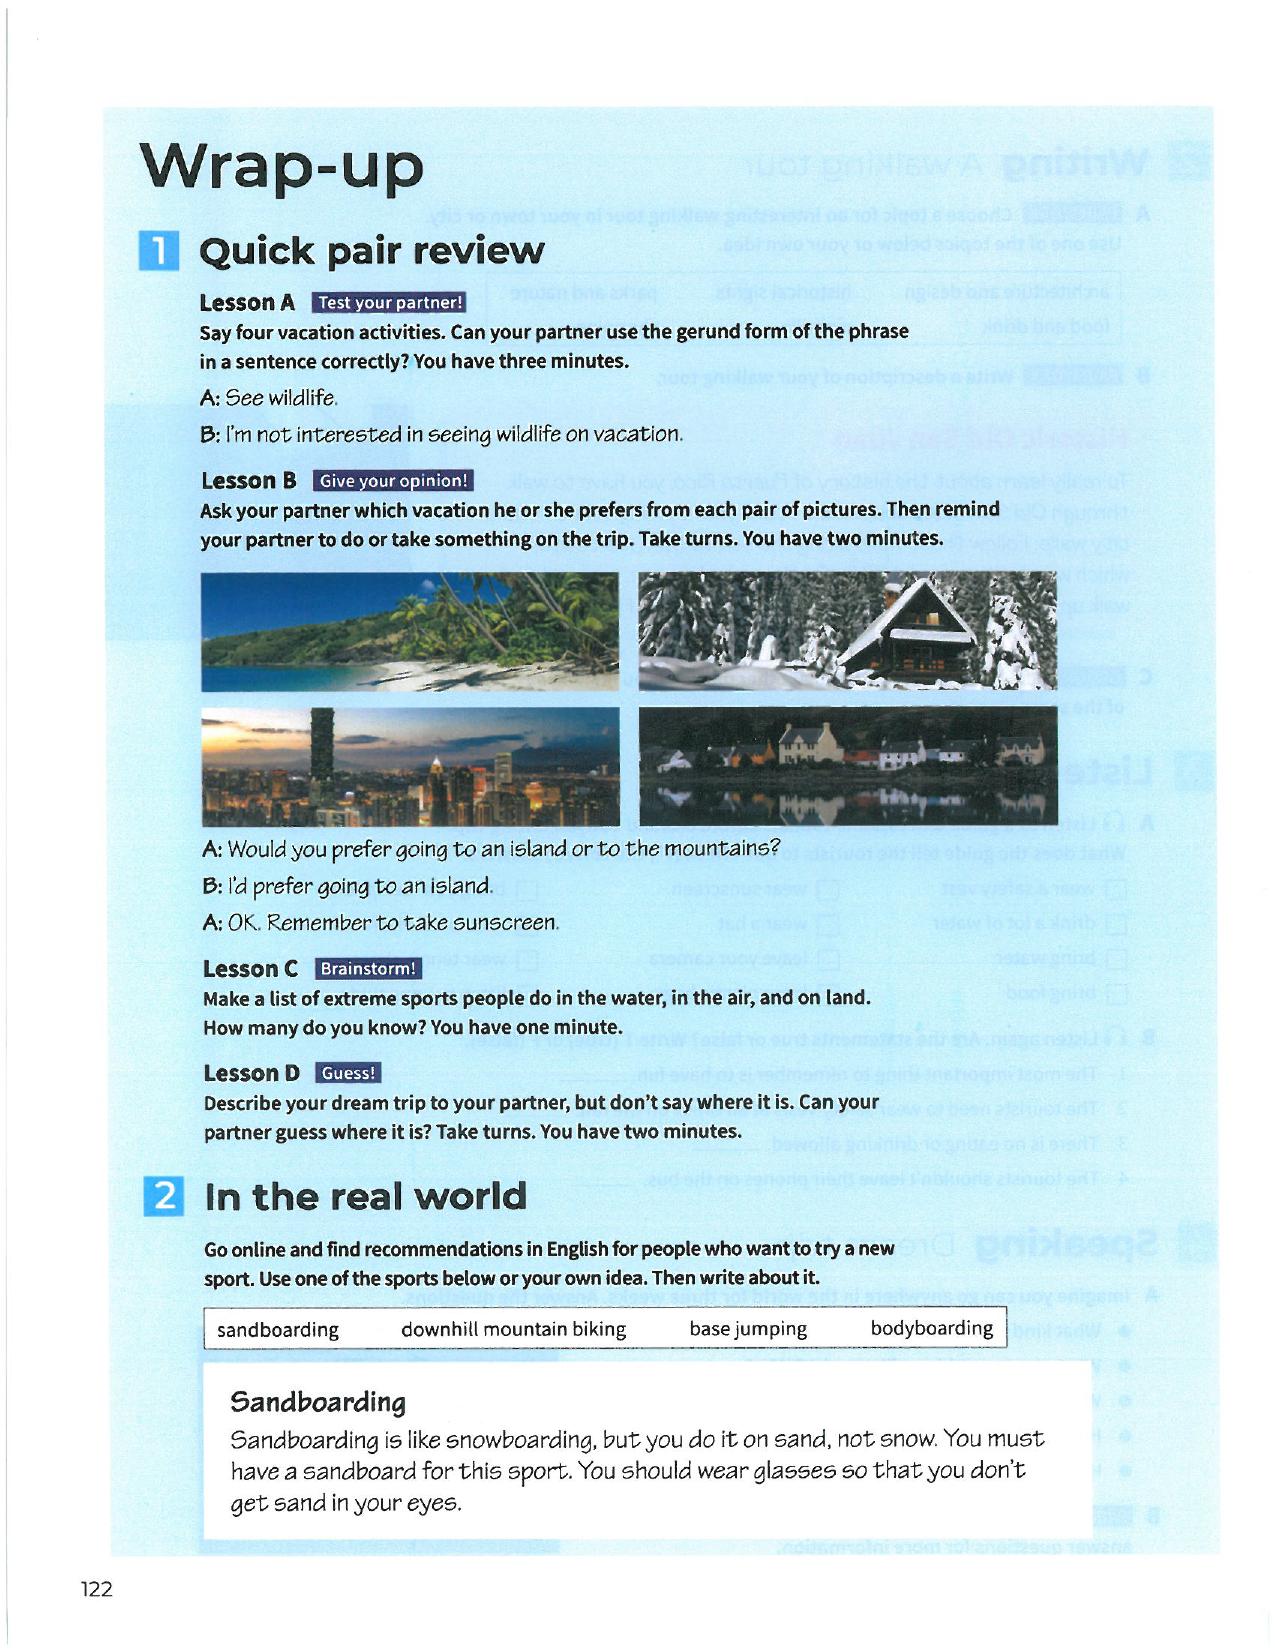 Wrap-up
1 Quick pair review
Lesson A Test your partner!
Say four vacation activities. Can your partner use the gerund form of the phrase
in a sentence correctly? You have three minutes.
A: See wildlife.
B: I'm not interested in seeing wildlife on vacation.
Lesson B Give your opinion!
Ask your partner which vacation he or she prefers from each pair of pictures. Then remind
your partner to do or take something on the trip. Take turns. You have two minutes.
A: Would you prefer going to an island or to the mountains?
B: I'd prefer going to an island.
A: OK. Remember to take sunscreen.
Lesson C Brainstorm!
Make a list of extreme sports people do in the water, in the air, and on land.
How many do you know? You have one minute.
Lesson D Guess!
Describe your dream trip to your partner, but don't say where it is. Can your
partner guess where it is? Take turns. You have two minutes.
2 In the real world
Go online and find recommendations in English for people who want to try a new
sport. Use one of the sports below or your own idea. Then write about it.
sandboarding downhill mountain biking base jumping bodyboarding
Sandboarding
Sandboarding is like snowboarding, but you do it on sand, not snow. You must
have a sandboard for this sport. You should wear glasses so that you don't
get sand in your eyes.
122